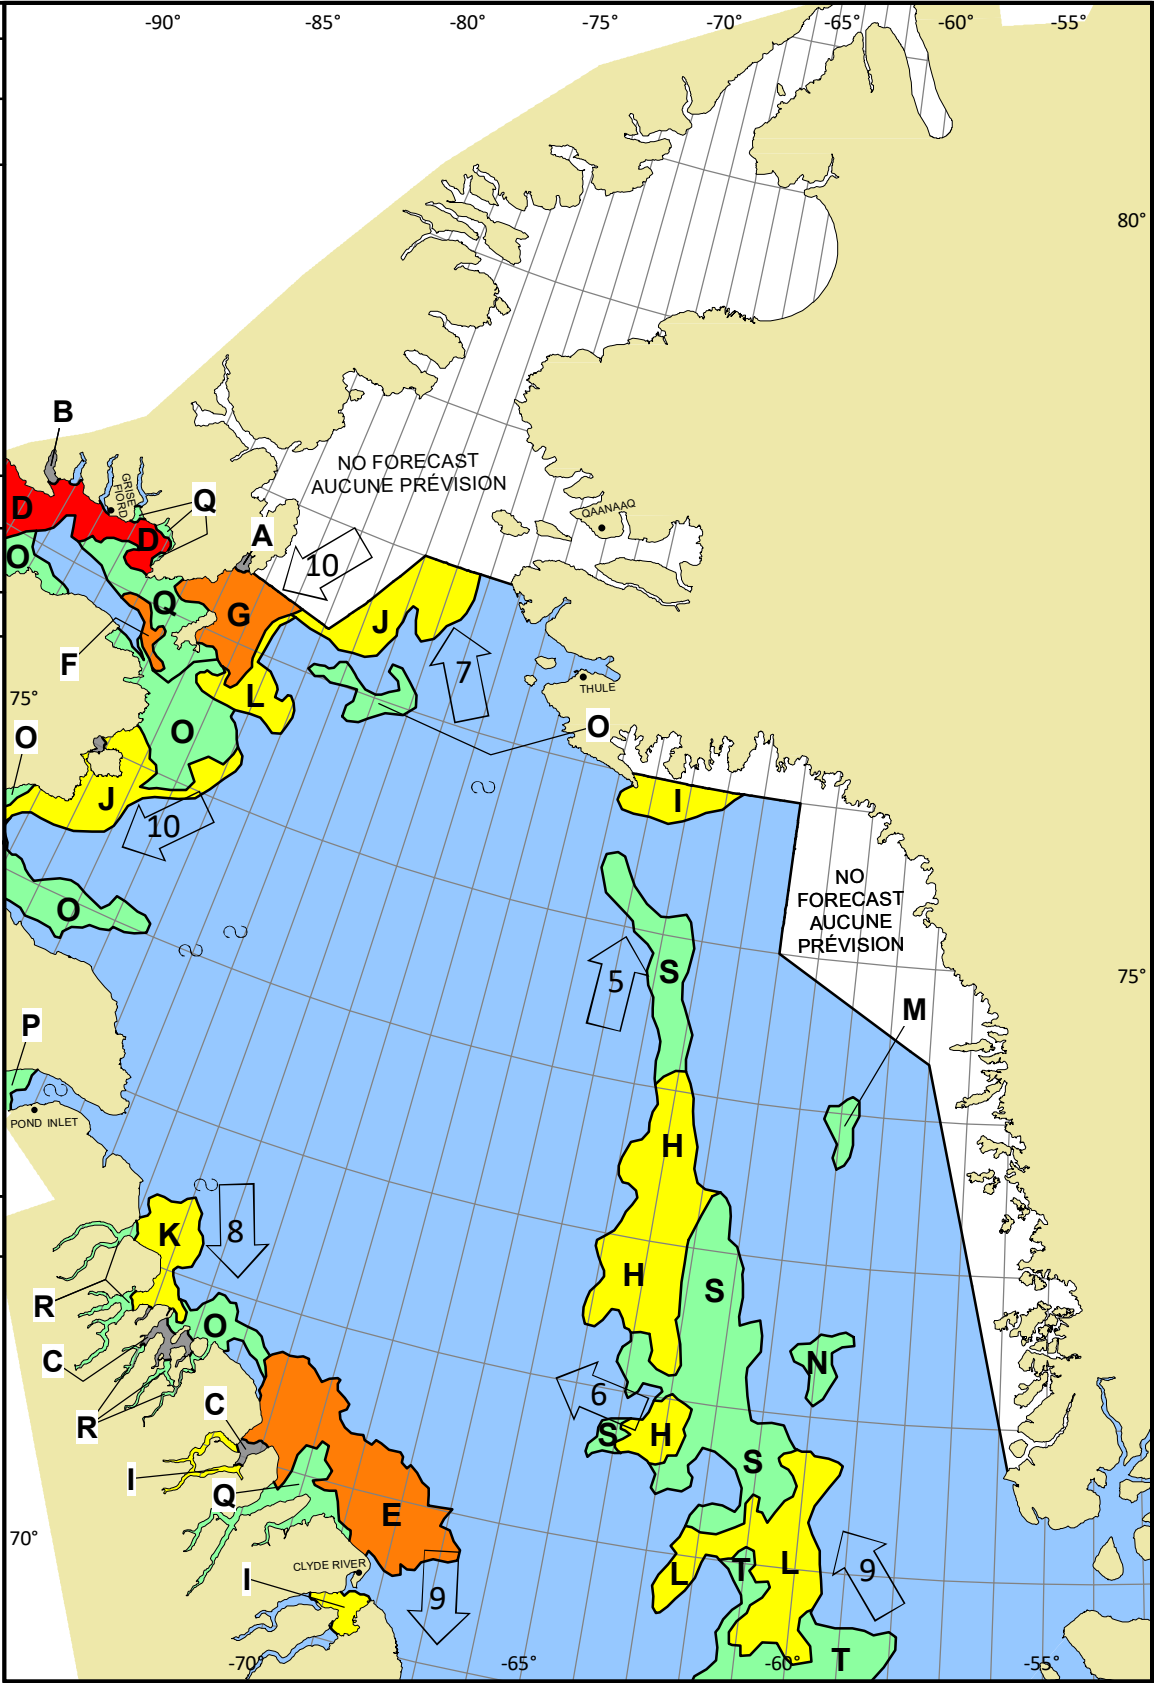 -90° -85° -80° -75° -70° -65° -60° -55°
80°
B
NO FORECAST
AUCUNE PRÉVISION
GRISE
FIORD
Q
D
QAANAAQ
A
D
O
10
Q
G
J
F
7
L
THULE
75°
O
O
O
J
I
10
NO
FORECAST
AUCUNE
PRÉVISION
O
S
5
75°
M
P
POND INLET
H
K
8
H
S
R
O
C
N
6
C
R
S
H
S
I
Q
E
70°
L
T
L
9
CLYDE RIVER
I
9
T
-70° -65° -60° -55°